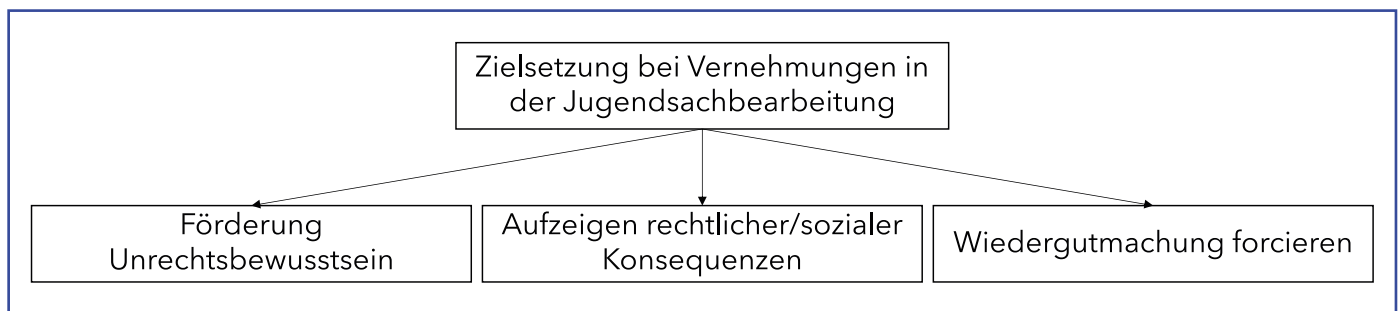 Zielsetzung bei Vernehmungen in
der Jugendsachbearbeitung
Förderung
Unrechtsbewusstsein
Aufzeigen rechtlicher/sozialer
Konsequenzen
Wiedergutmachung forcieren